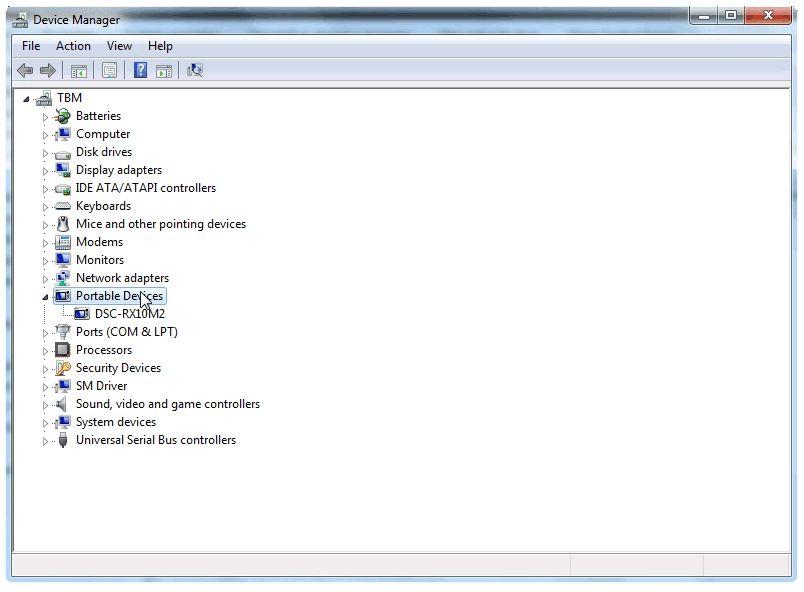 Device Manager
File Action View Help
TBM
Batteries
Computer
Disk drives
Display adapters
IDE ATA/ATAPI controllers
Keyboards
Mice and other pointing devices
Modems
Monitors
Network adapters
Portable Devices
DSC-RX10M2
Ports (COM & LPT)
Processors
Security Devices
SM Driver
Sound, video and game controllers
System devices
Universal Serial Bus controllers